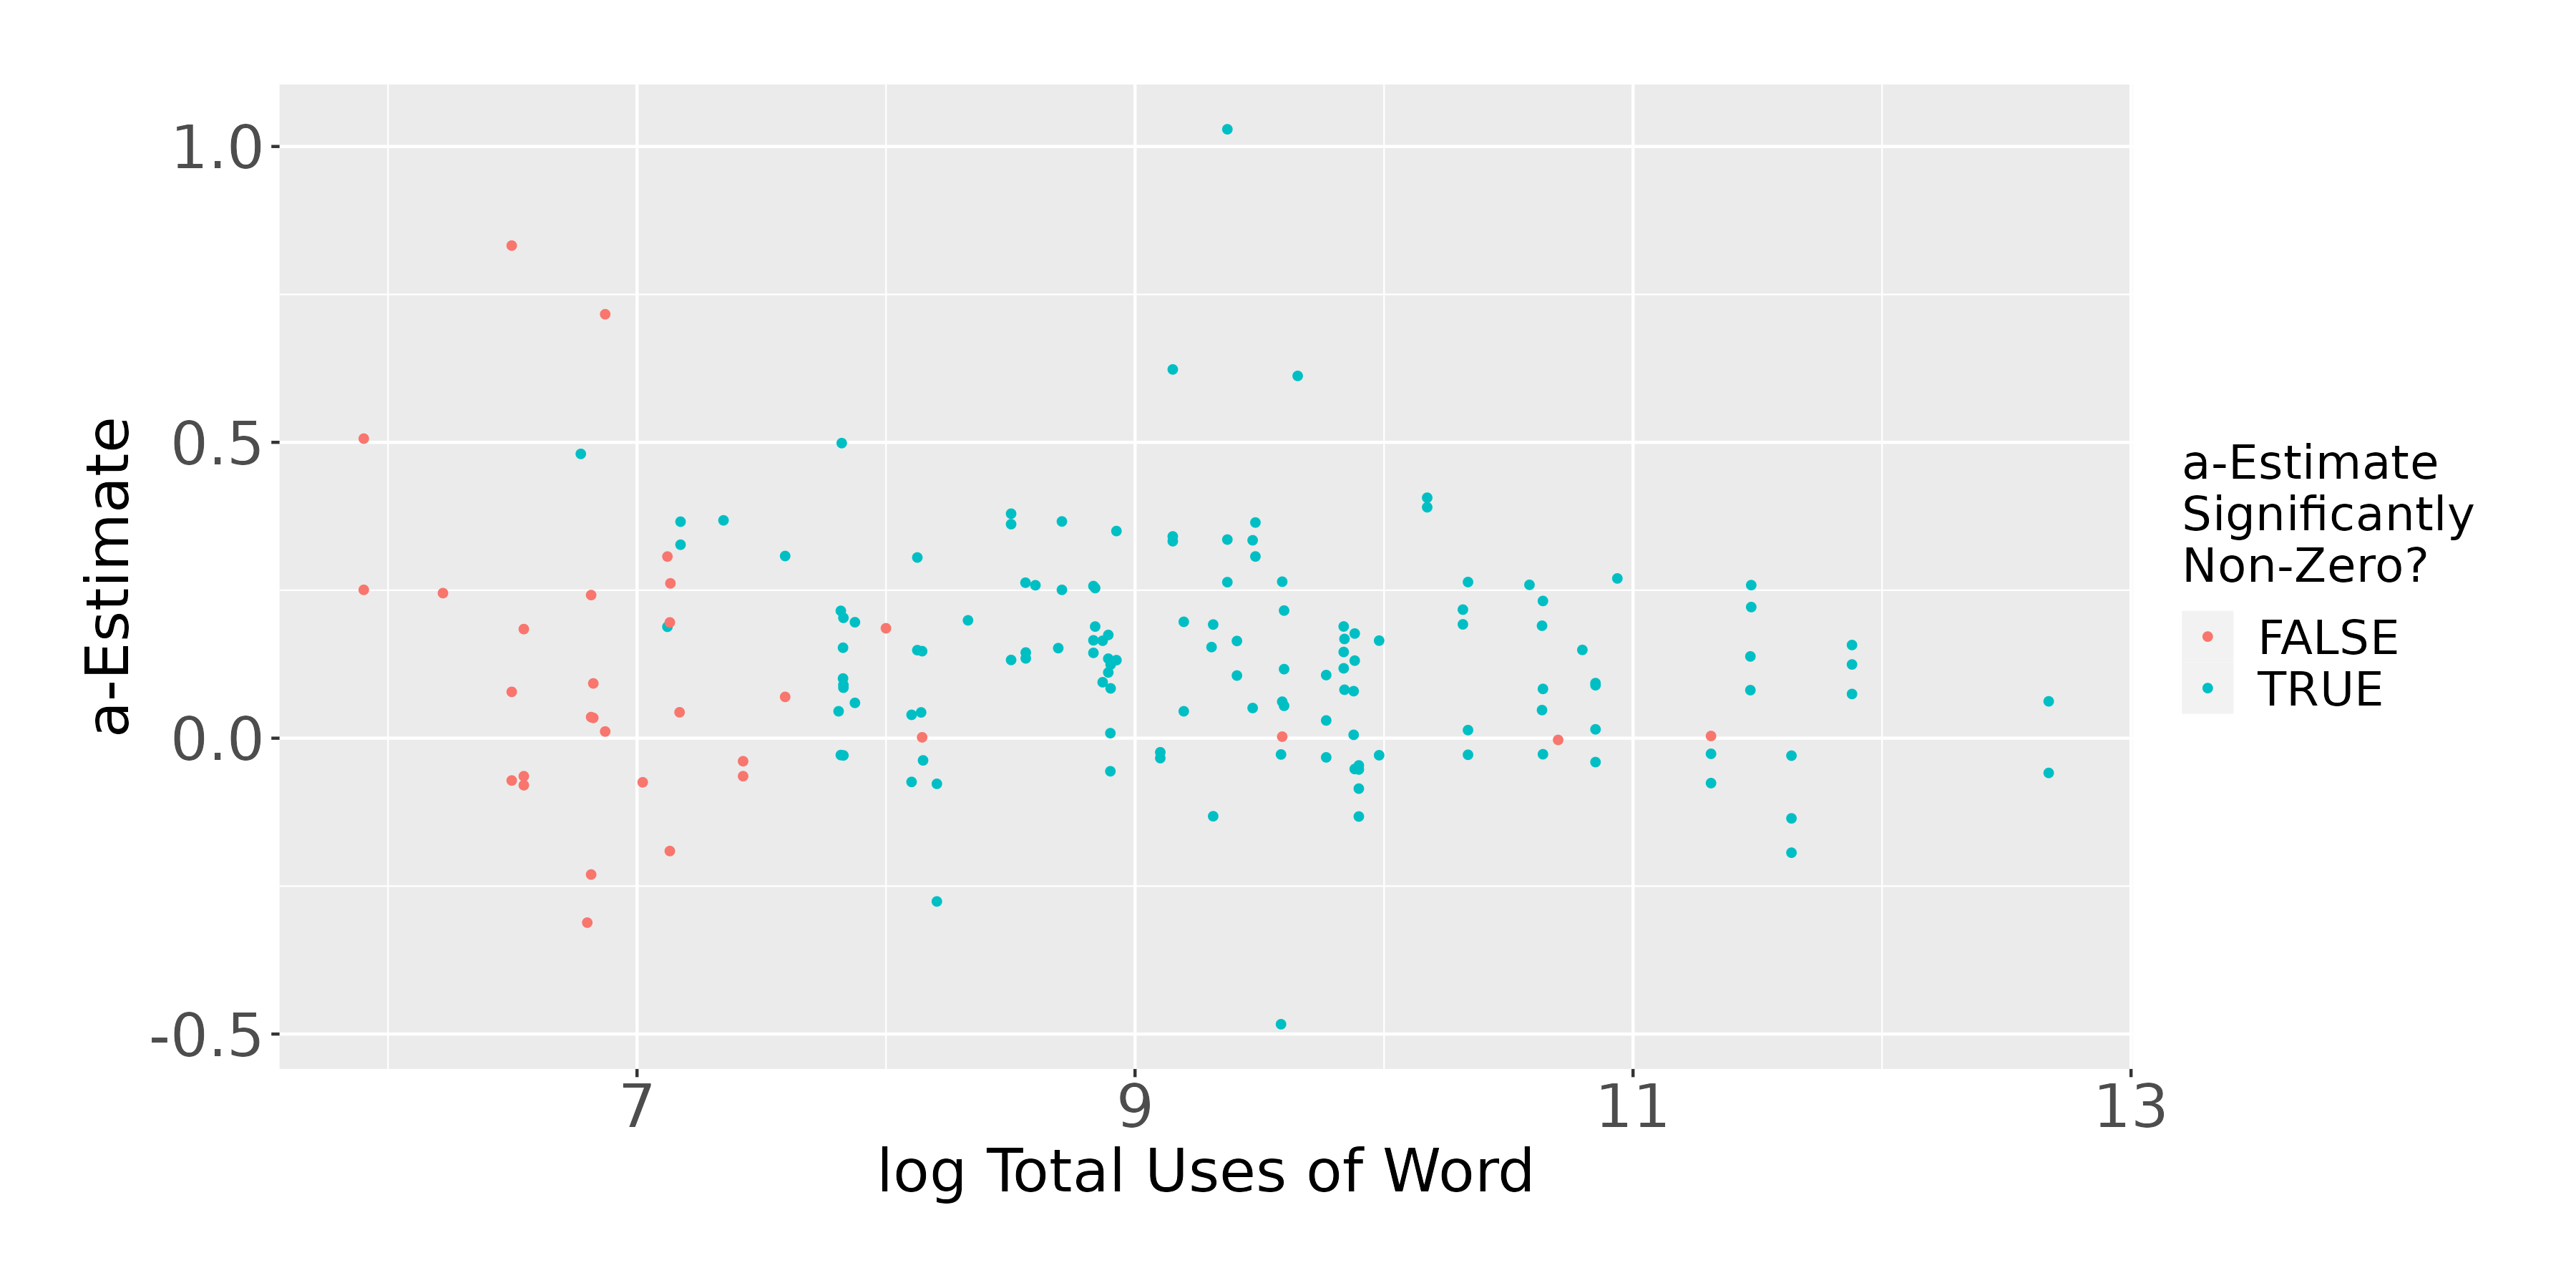 1.0
0.5
0.0
-0.5
a-Estimate
7 9 11 13
log Total Uses of Word
a-Estimate
Significantly
Non-Zero?
FALSE
TRUE